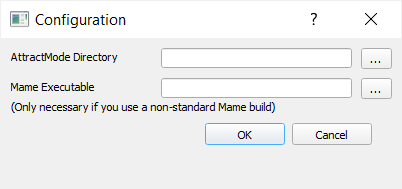 Configuration ?
AttractMode Directory ...
Mame Executable ...
(Only necessary if you use a non-standard Mame build)
OK Cancel